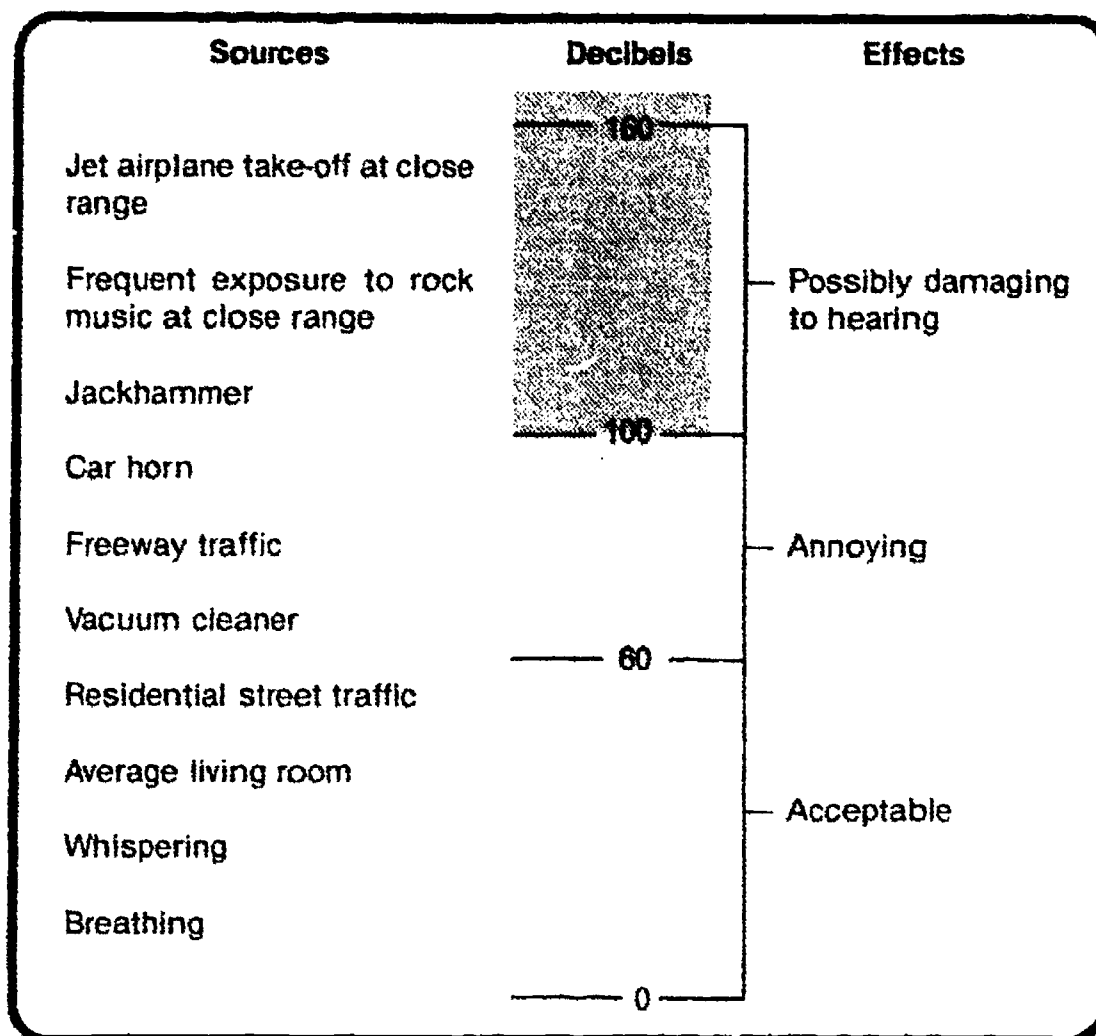 Sources Decibels Effects
160
Jet airplane take-off at close
range
Frequent exposure to rock
music at close range
Possibly damaging
to hearing
Jackhammer
100
Car horn
Freeway traffic
Annoying
Vacuum cleaner
60
Residential street traffic
Average living room
Acceptable
Whispering
Breathing
0